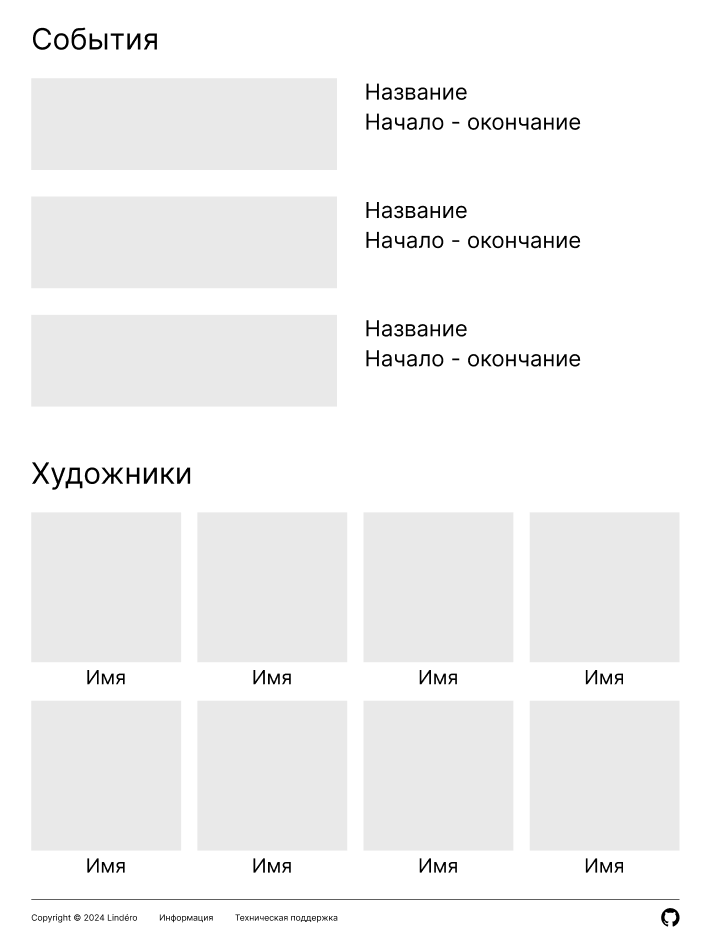 События
Название
Начало - окончание
Название
Начало - окончание
Название
Начало - окончание
Художники
Имя Имя Имя Имя
Имя Имя Имя Имя
Copyright © 2024 Lindéro Информация Техническая поддержка